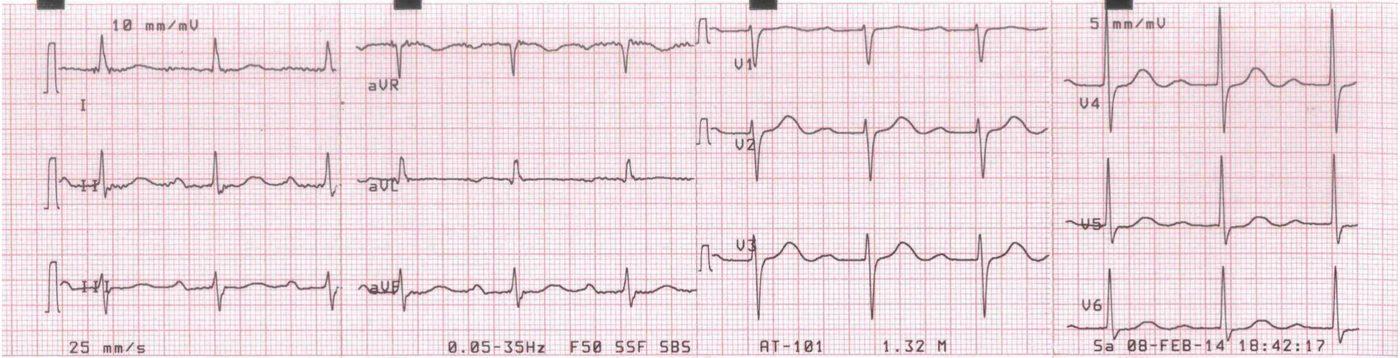 10 mm/mV
5 mm/mV
I
aVR
V1
V4
II
aVL
V2
V5
III
aVF
V3
V6
25 mm/s
0.05-35Hz F50 SSF SBS
AT-101
1.32 M
Sa 08-FEB-14 18:42:17